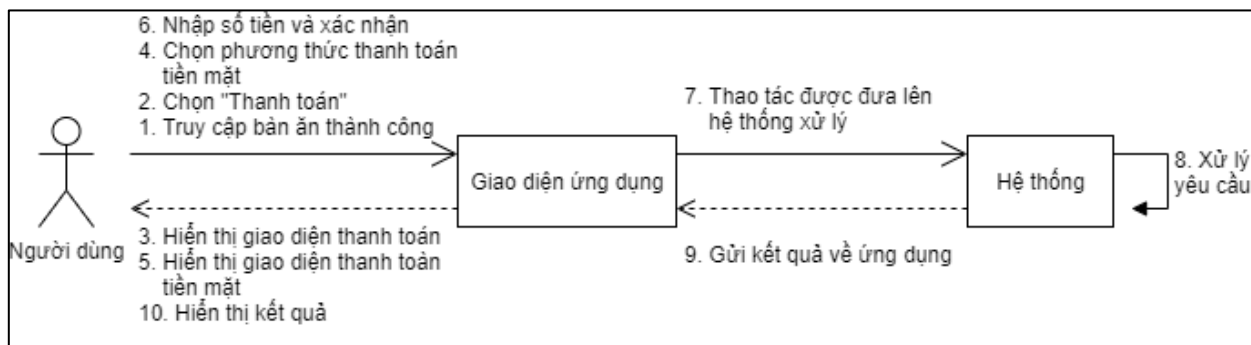 6. Nhập số tiền và xác nhận
4. Chọn phương thức thanh toán
tiền mặt
2. Chọn "Thanh toán"
1. Truy cập bàn ăn thành công
7. Thao tác được đưa lên
hệ thống xử lý
Giao diện ứng dụng
Hệ thống
8. Xử lý
yêu cầu
Người dùng
3. Hiển thị giao diện thanh toán
5. Hiển thị giao diện thanh toán
tiền mặt
10. Hiển thị kết quả
9. Gửi kết quả về ứng dụng